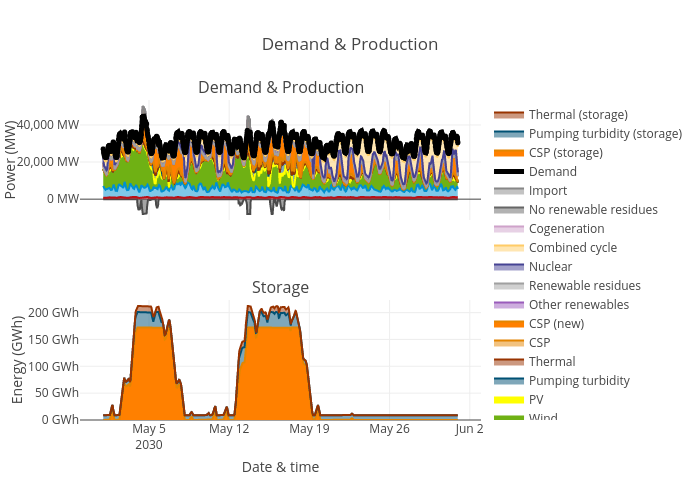 Demand & Production
Demand & Production
Power (MW)
40,000 MW
20,000 MW
0 MW
Storage
Energy (GWh)
200 GWh
150 GWh
100 GWh
50 GWh
0 GWh
May 5
2030
May 12
May 19
May 26
Jun 2
Date & time
Thermal (storage)
Pumping turbidity (storage)
CSP (storage)
Demand
Import
No renewable residues
Cogeneration
Combined cycle
Nuclear
Renewable residues
Other renewables
CSP (new)
CSP
Thermal
Pumping turbidity
PV
Wind